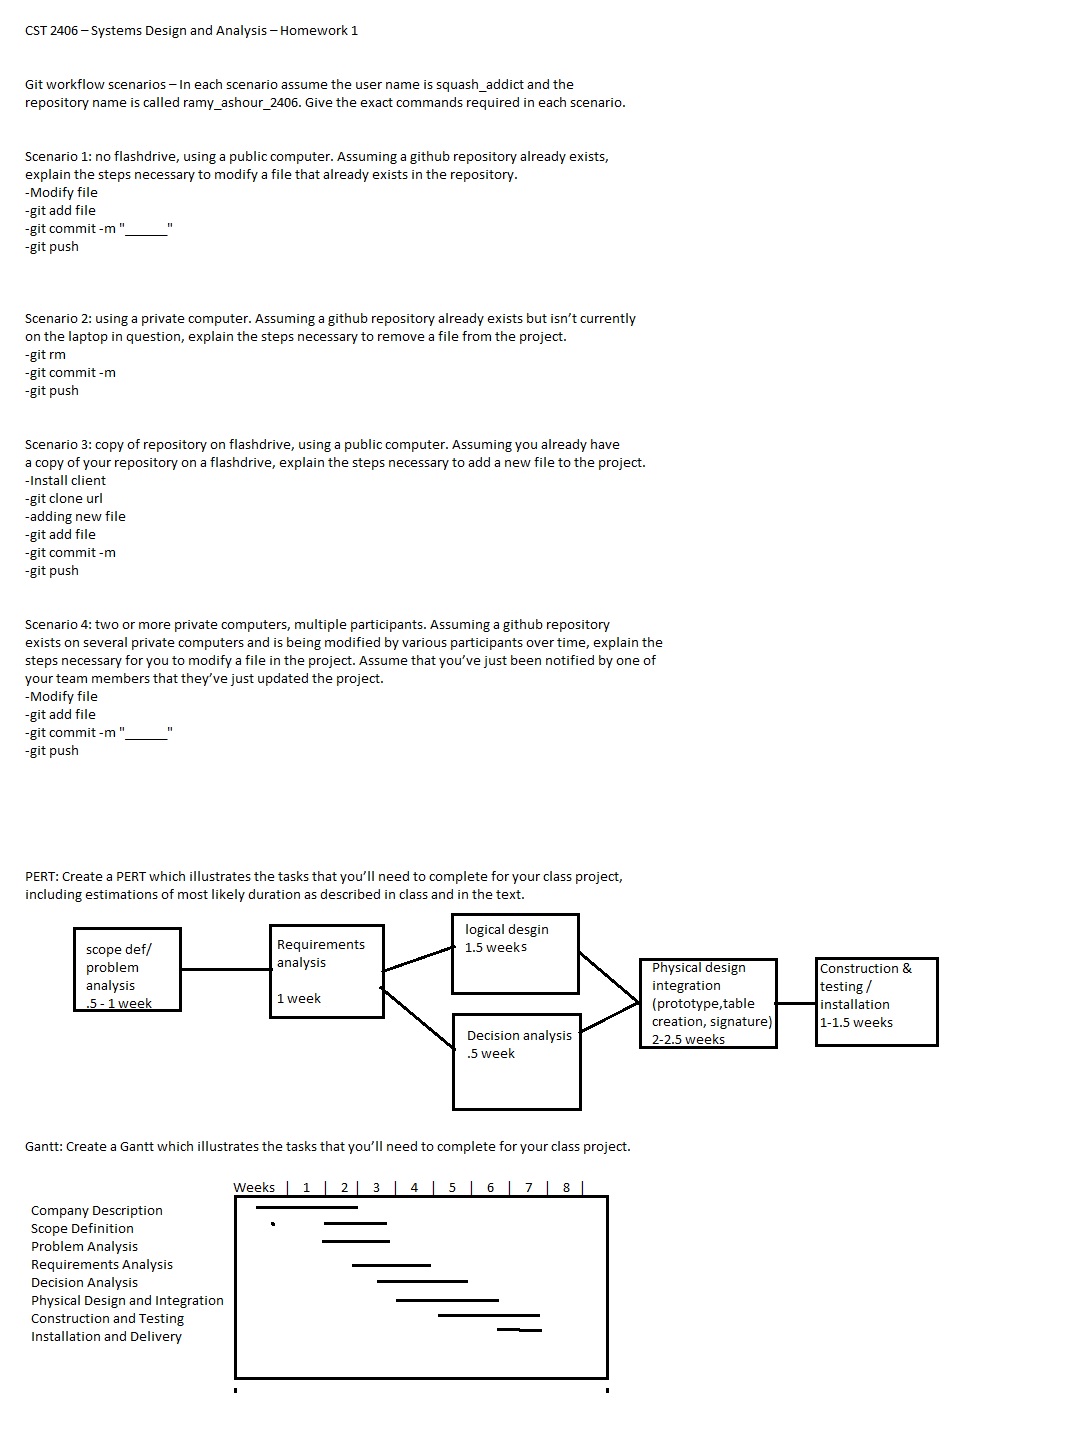 CST 2406 – Systems Design and Analysis – Homework 1
Git workflow scenarios – In each scenario assume the user name is squash_addict and the
repository name is called ramy_ashour_2406. Give the exact commands required in each scenario.
Scenario 1: no flashdrive, using a public computer. Assuming a github repository already exists,
explain the steps necessary to modify a file that already exists in the repository.
-Modify file
-git add file
-git commit -m "______"
-git push
Scenario 2: using a private computer. Assuming a github repository already exists but isn't currently
on the laptop in question, explain the steps necessary to remove a file from the project.
-git rm
-git commit -m
-git push
Scenario 3: copy of repository on flashdrive, using a public computer. Assuming you already have
a copy of your repository on a flashdrive, explain the steps necessary to add a new file to the project.
-Install client
-git clone url
-adding new file
-git add file
-git commit -m
-git push
Scenario 4: two or more private computers, multiple participants. Assuming a github repository
exists on several private computers and is being modified by various participants over time, explain the
steps necessary for you to modify a file in the project. Assume that you've just been notified by one of
your team members that they've just updated the project.
-Modify file
-git add file
-git commit -m "______"
-git push
PERT: Create a PERT which illustrates the tasks that you'll need to complete for your class project,
including estimations of most likely duration as described in class and in the text.
scope def/
problem
analysis
.5 - 1 week
Requirements
analysis
1 week
logical desgin
1.5 weeks
Decision analysis
.5 week
Physical design
integration
(prototype,table
creation, signature)
2-2.5 weeks
Construction &
testing /
installation
1-1.5 weeks
Gantt: Create a Gantt which illustrates the tasks that you'll need to complete for your class project.
Weeks | 1 | 2 | 3 | 4 | 5 | 6 | 7 | 8 |
Company Description
Scope Definition
Problem Analysis
Requirements Analysis
Decision Analysis
Physical Design and Integration
Construction and Testing
Installation and Delivery